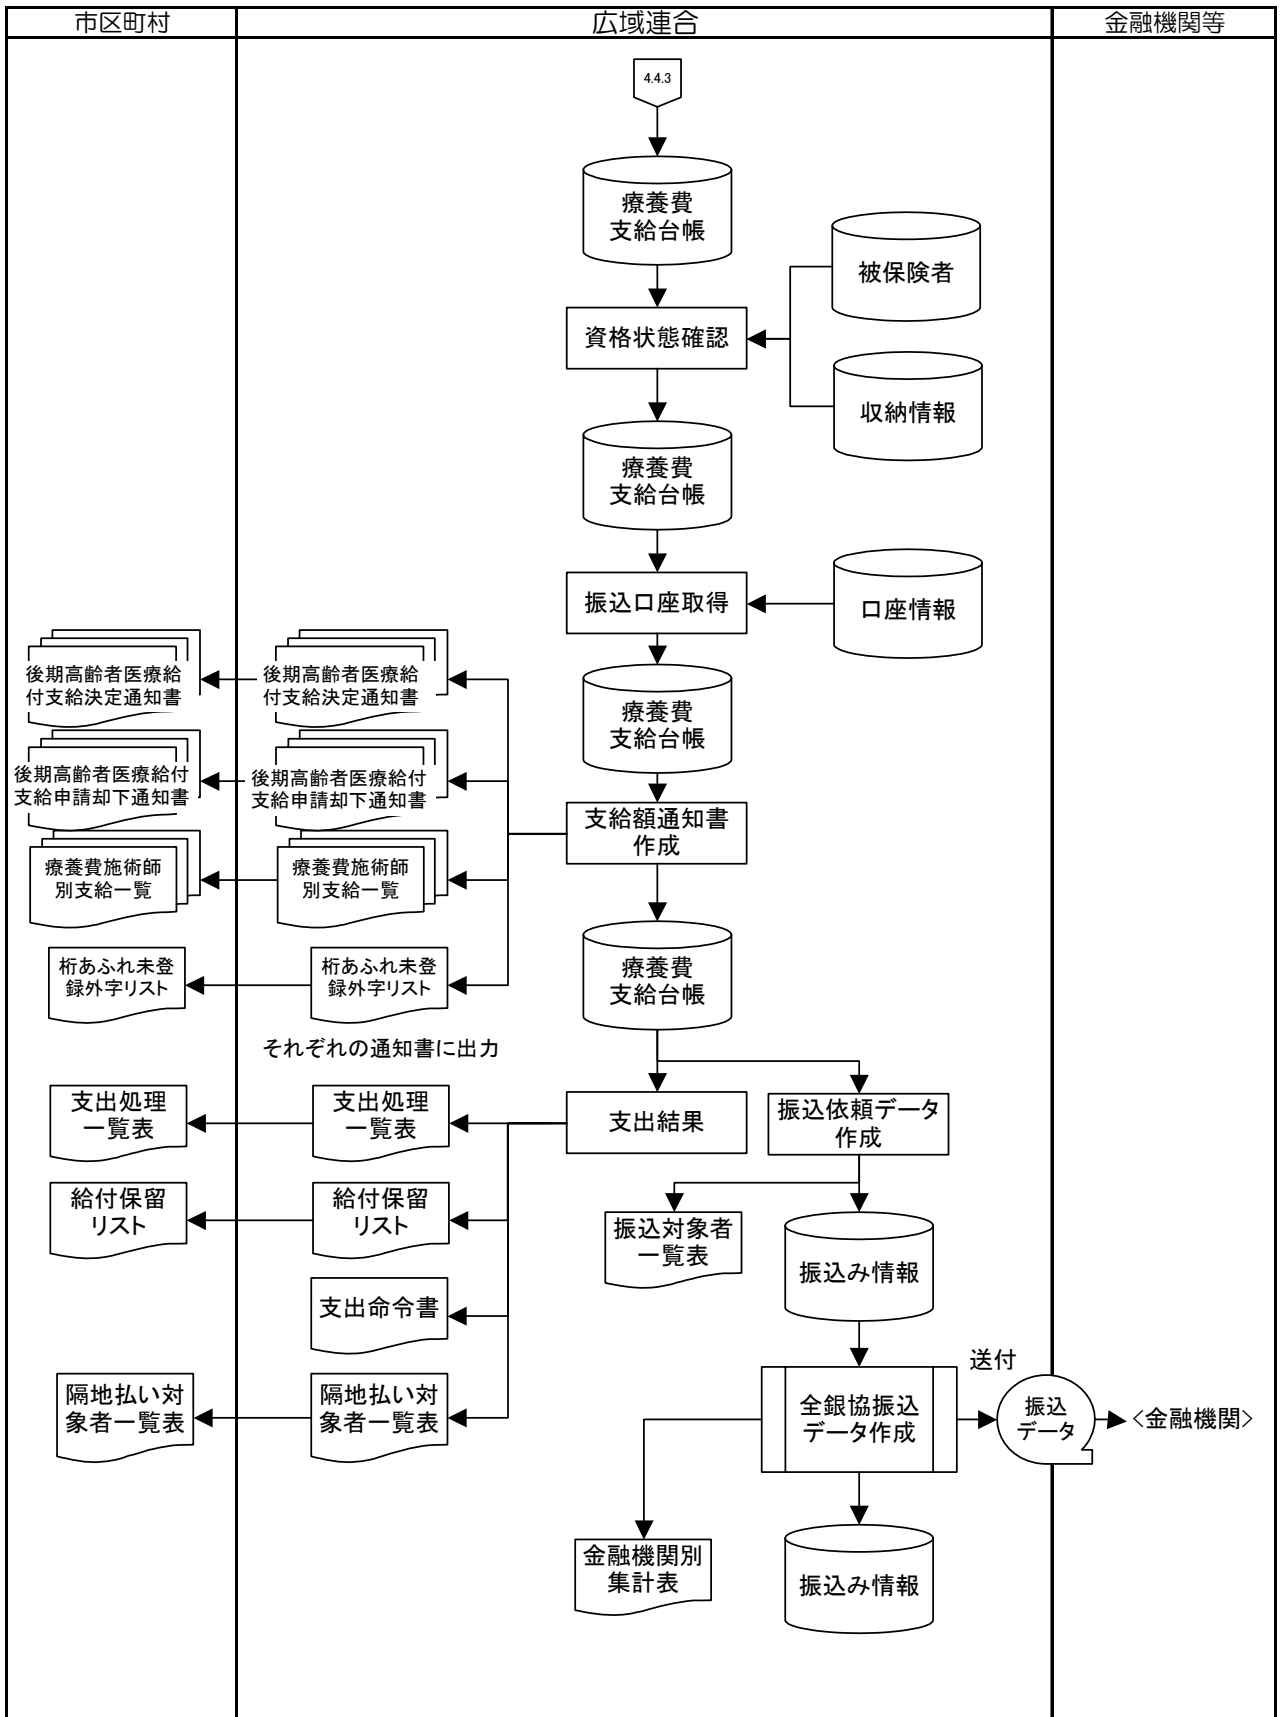 市区町村
広域連合
金融機関等
4.4.3
療養費
支給台帳
被保険者
資格状態確認
収納情報
療養費
支給台帳
振込口座取得
口座情報
後期高齢者医療給
付支給決定通知書
後期高齢者医療給
付支給決定通知書
療養費
支給台帳
後期高齢者医療給付
支給申請却下通知書
後期高齢者医療給付
支給申請却下通知書
支給額通知書
作成
療養費施術師
別支給一覧
療養費施術師
別支給一覧
療養費
支給台帳
桁あふれ未登
録外字リスト
桁あふれ未登
録外字リスト
それぞれの通知書に出力
支出処理
一覧表
支出処理
一覧表
支出結果
振込依頼データ
作成
給付保留
リスト
給付保留
リスト
振込対象者
一覧表
振込み情報
支出命令書
送付
隔地払い対
象者一覧表
隔地払い対
象者一覧表
全銀協振込
データ作成
振込
データ
<金融機関>
金融機関別
集計表
振込み情報